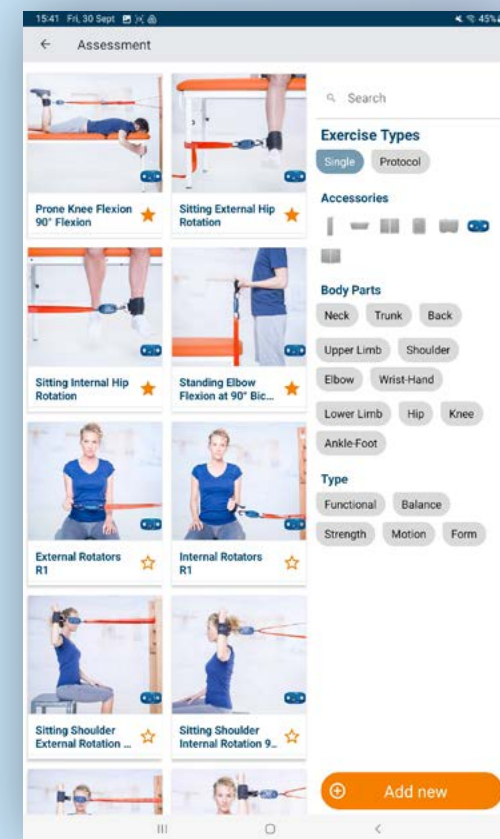 15:41 Fri, 30 Sept
45%
Assessment
Prone Knee Flexion
90° Flexion
Sitting External Hip
Rotation
Sitting Internal Hip
Rotation
Standing Elbow
Flexion at 90° Bic...
External Rotators
R1
Internal Rotators
R1
Sitting Shoulder
External Rotation ...
Sitting Shoulder
Internal Rotation 9...
Search
Exercise Types
Single Protocol
Accessories
Body Parts
Neck Trunk Back
Upper Limb Shoulder
Elbow Wrist-Hand
Lower Limb Hip Knee
Ankle-Foot
Type
Functional Balance
Strength Motion Form
Add new